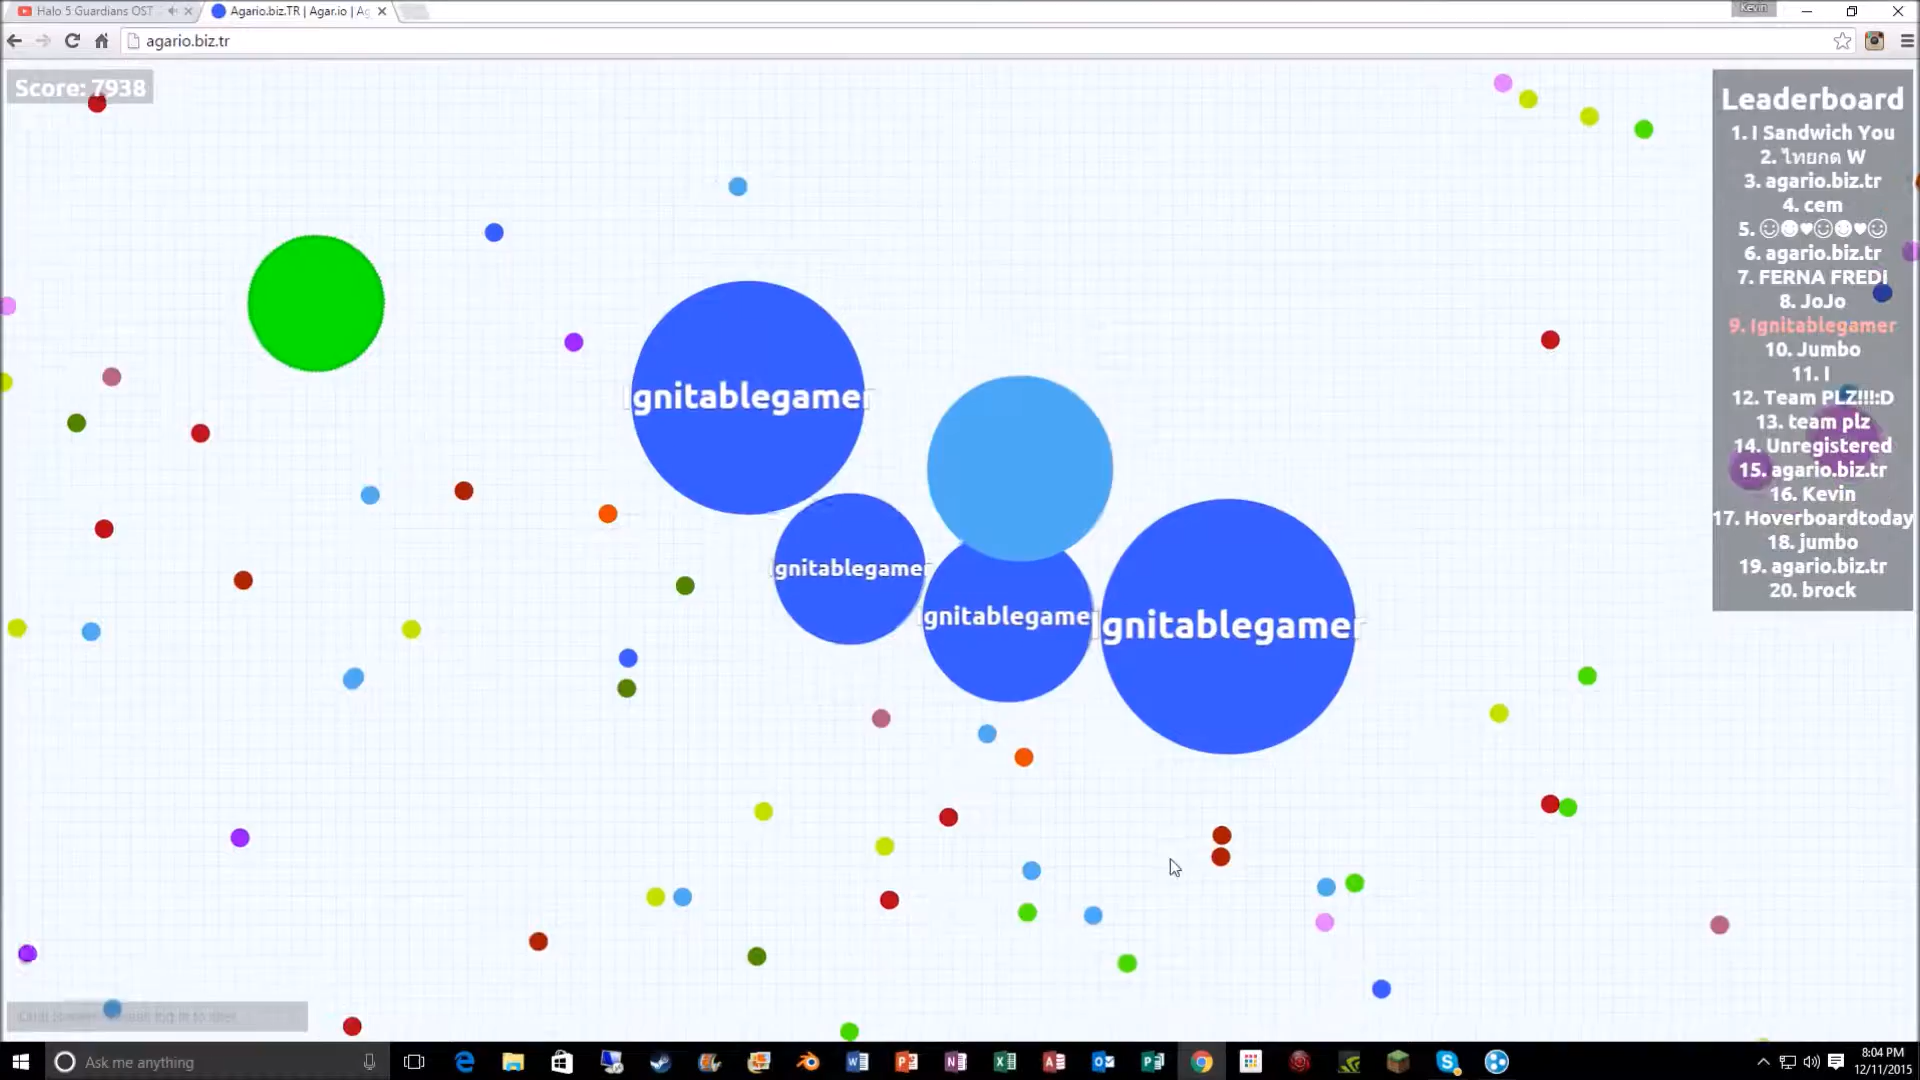 Halo 5 Guardians OST
Agario.biz.TR | Agar.io | Ag
Kevin
agario.biz.tr
Score: 7938
Leaderboard
1. I Sandwich You
2. ไทยกด W
3. agario.biz.tr
4. cem
5. ☺☻♥☺☻♥☺
6. agario.biz.tr
7. FERNA FREDİ
8. JoJo
9. Ignitablegamer
10. Jumbo
11. I
12. Team PLZ!!!:D
13. team plz
14. Unregistered
15. agario.biz.tr
16. Kevin
17. Hoverboardtoday
18. jumbo
19. agario.biz.tr
20. brock
Ignitablegamer
Ignitablegamer
Ignitablegamer
Ignitablegamer
Ask me anything
8:04 PM
12/11/2015